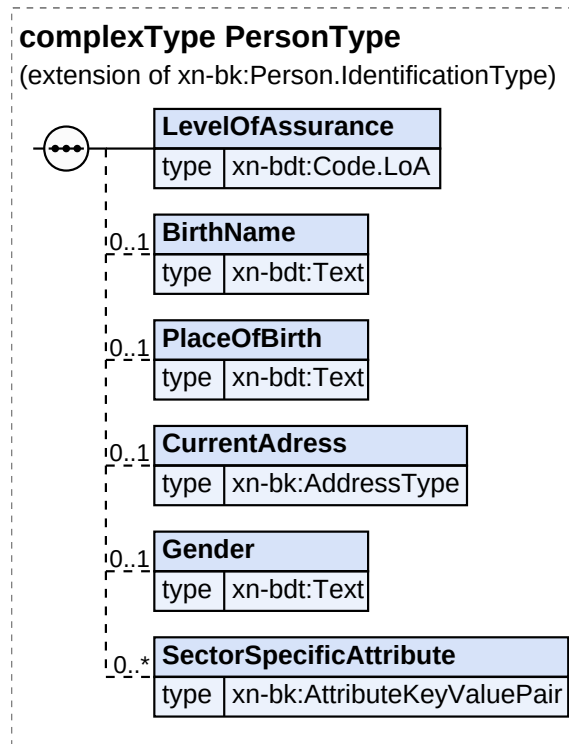 complexType PersonType
(extension of xn-bk:Person.IdentificationType)
LevelOfAssurance
type xn-bdt:Code.LoA
0..1 BirthName
type xn-bdt:Text
0..1 PlaceOfBirth
type xn-bdt:Text
0..1 CurrentAdress
type xn-bk:AddressType
0..1 Gender
type xn-bdt:Text
0..* SectorSpecificAttribute
type xn-bk:AttributeKeyValuePair